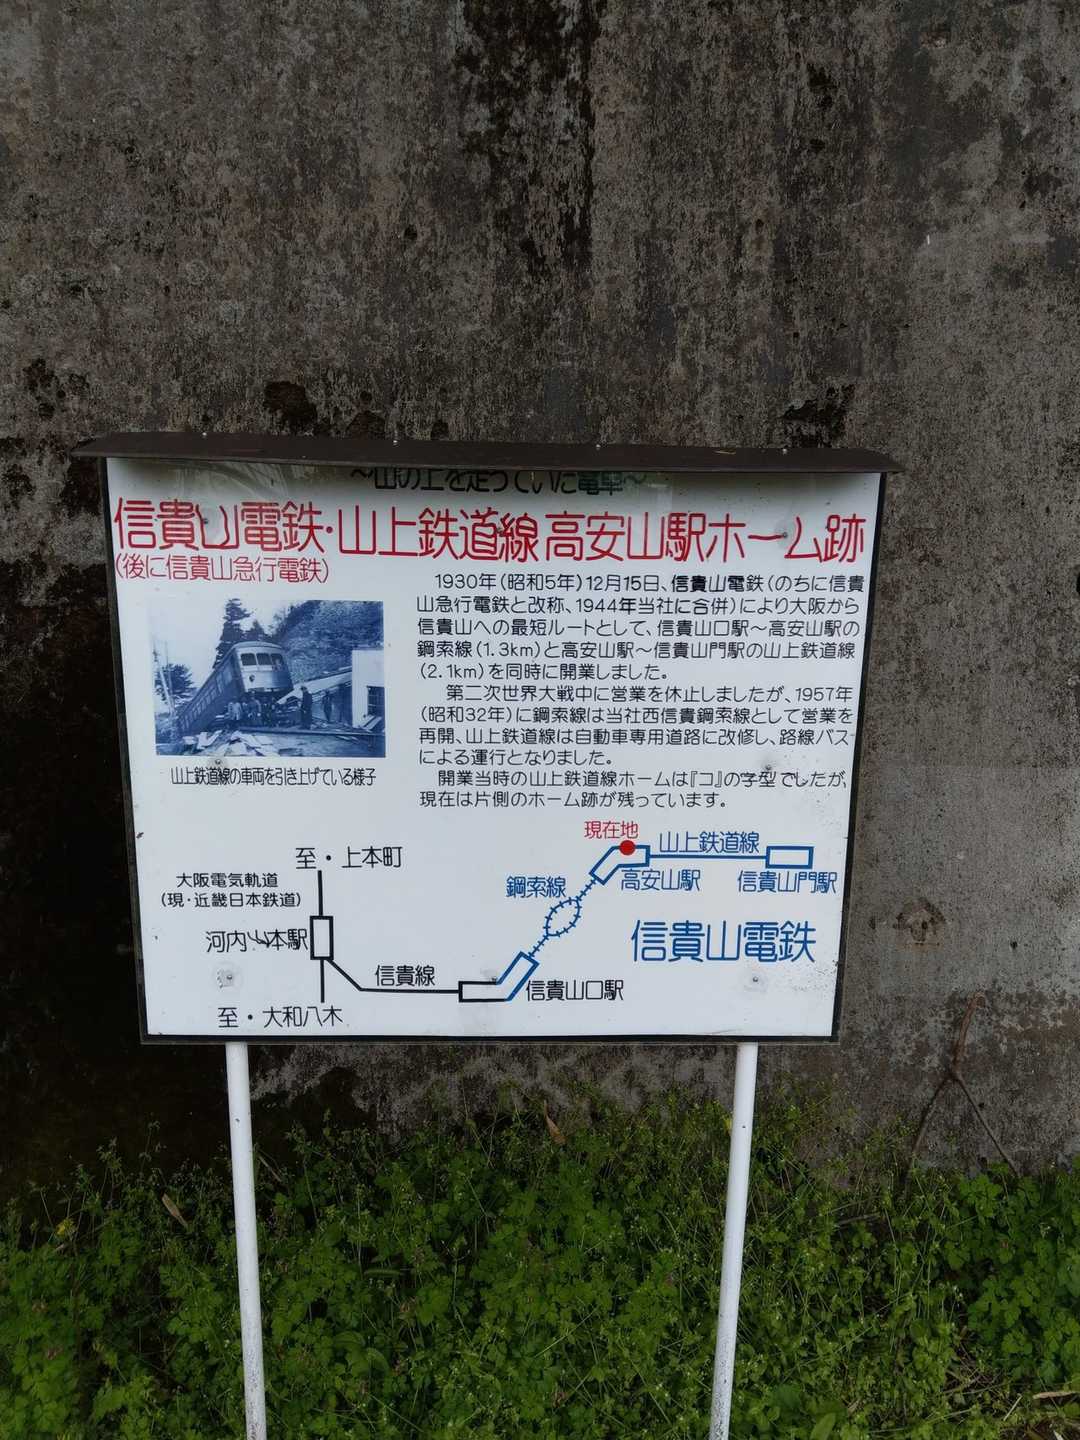 ～山の上を走っていた電車～
信貴山電鉄・山上鉄道線 高安山駅ホーム跡
(後に信貴山急行電鉄)
1930年(昭和5年)12月15日、信貴山電鉄(のちに信貴
山急行電鉄と改称、1944年当社に合併)により大阪から
信貴山への最短ルートとして、信貴山口駅～高安山駅の
鋼索線(1.3km)と高安山駅～信貴山門駅の山上鉄道線
(2.1km)を同時に開業しました。
第二次世界大戦中に営業を休止しましたが、1957年
(昭和32年)に鋼索線は当社西信貴鋼索線として営業を
再開、山上鉄道線は自動車専用道路に改修し、路線バス
による運行となりました。
開業当時の山上鉄道線ホームは『コ』の字型でしたが、
現在は片側のホーム跡が残っています。
山上鉄道線の車両を引き上げている様子
現在地
山上鉄道線
至・上本町
鋼索線
高安山駅
信貴山門駅
大阪電気軌道
(現・近畿日本鉄道)
河内山本駅
信貴山電鉄
信貴線
信貴山口駅
至・大和八木